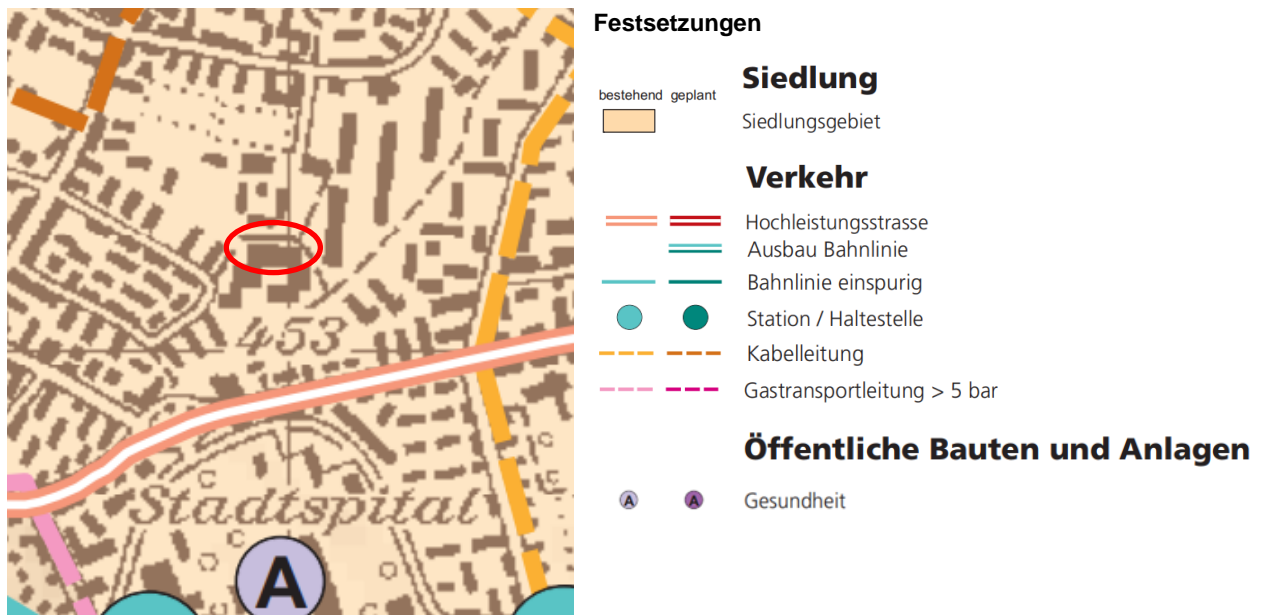 453
Stadtspital
A
Festsetzungen
Siedlung
bestehend geplant
Siedlungsgebiet
Verkehr
Hochleistungsstrasse
Ausbau Bahnlinie
Bahnlinie einspurig
Station / Haltestelle
Kabelleitung
Gastransportleitung > 5 bar
Öffentliche Bauten und Anlagen
A A Gesundheit